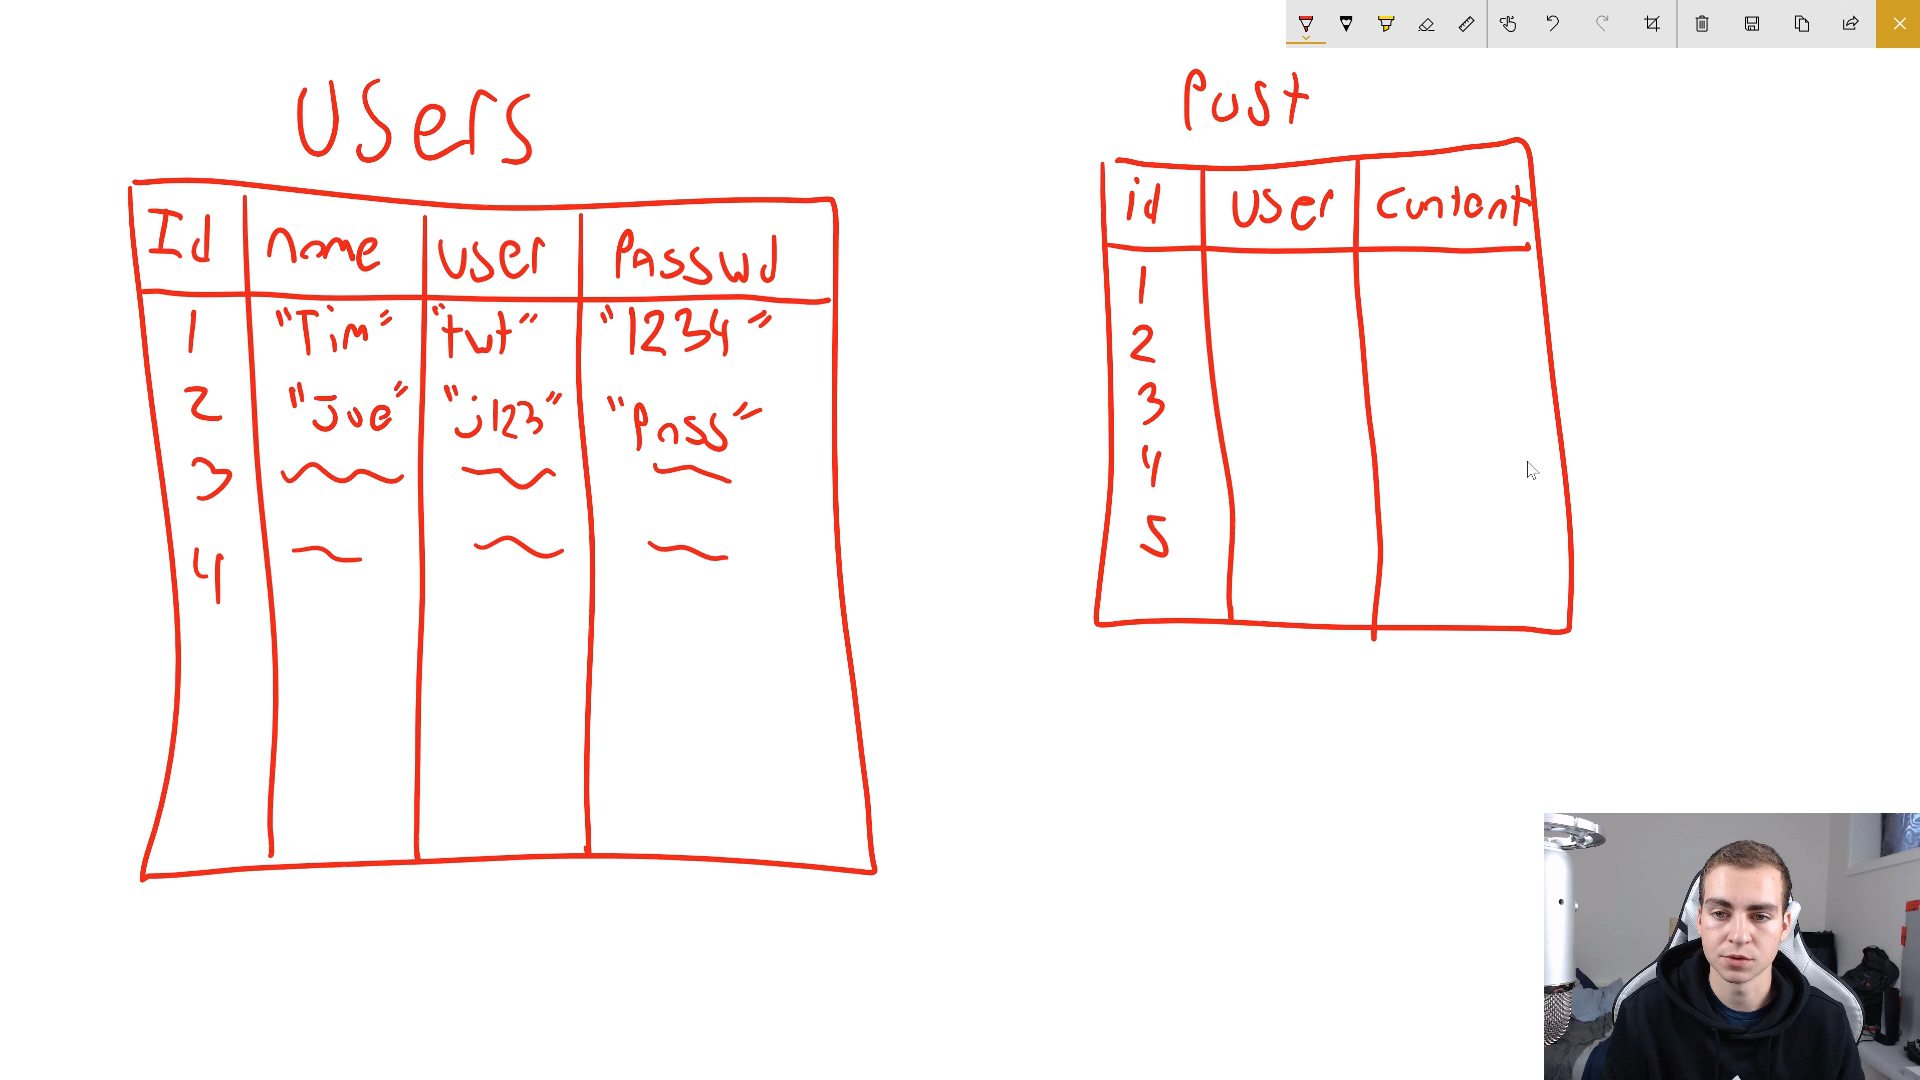 Users
Id name user Passwd
1 "Tim" "twt" "1234"
2 "Joe" "j123" "Pass"
3
4
Post
id user content
1
2
3
4
5